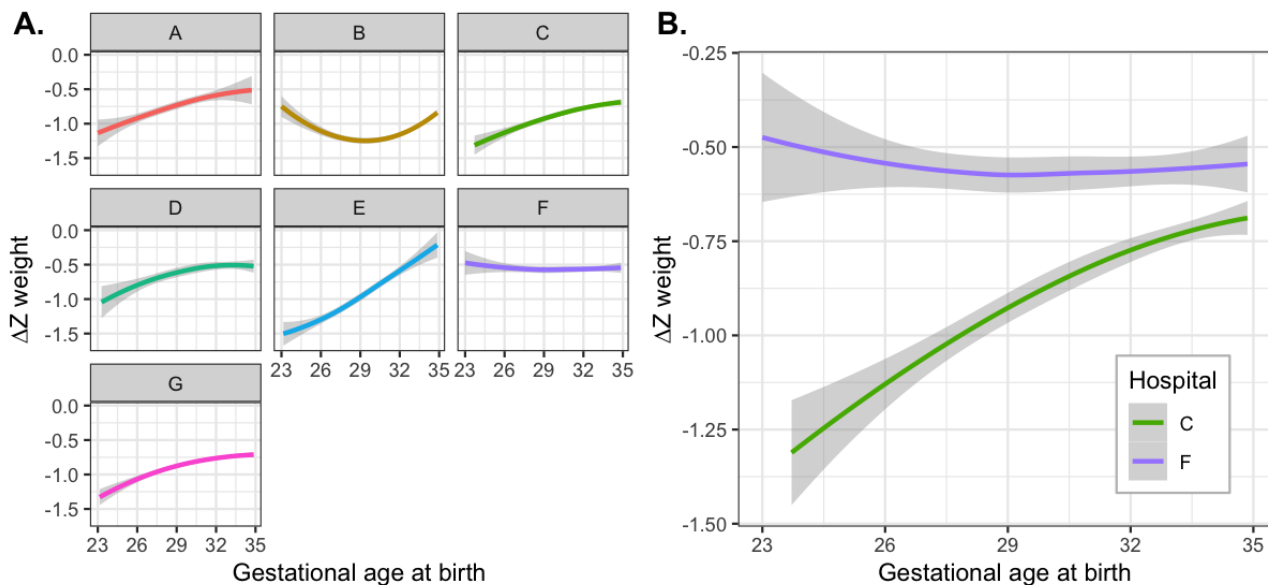 A.
A
B
C
0.0
-0.5
-1.0
-1.5
D
E
F
0.0
-0.5
-1.0
-1.5
23 26 29 32 35
23 26 29 32 35
G
0.0
-0.5
-1.0
-1.5
23 26 29 32 35
ΔZ weight
Gestational age at birth
B.
-0.25
-0.50
-0.75
-1.00
-1.25
-1.50
23 26 29 32 35
ΔZ weight
Gestational age at birth
Hospital
C
F